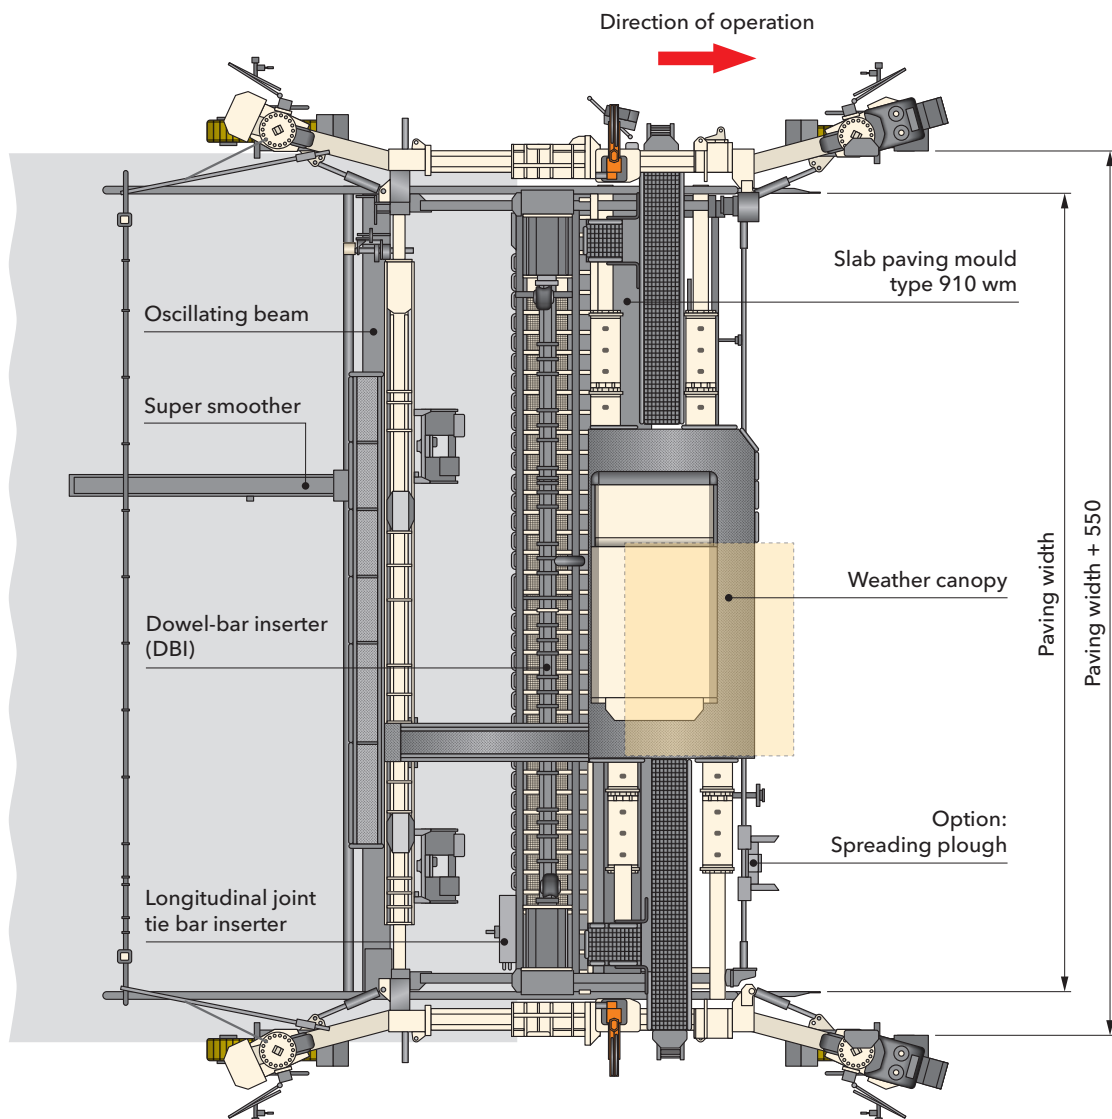 Direction of operation
Slab paving mould
type 910 wm
Oscillating beam
Super smoother
Weather canopy
Paving width
Paving width + 550
Dowel-bar inserter
(DBI)
Option:
Spreading plough
Longitudinal joint
tie bar inserter